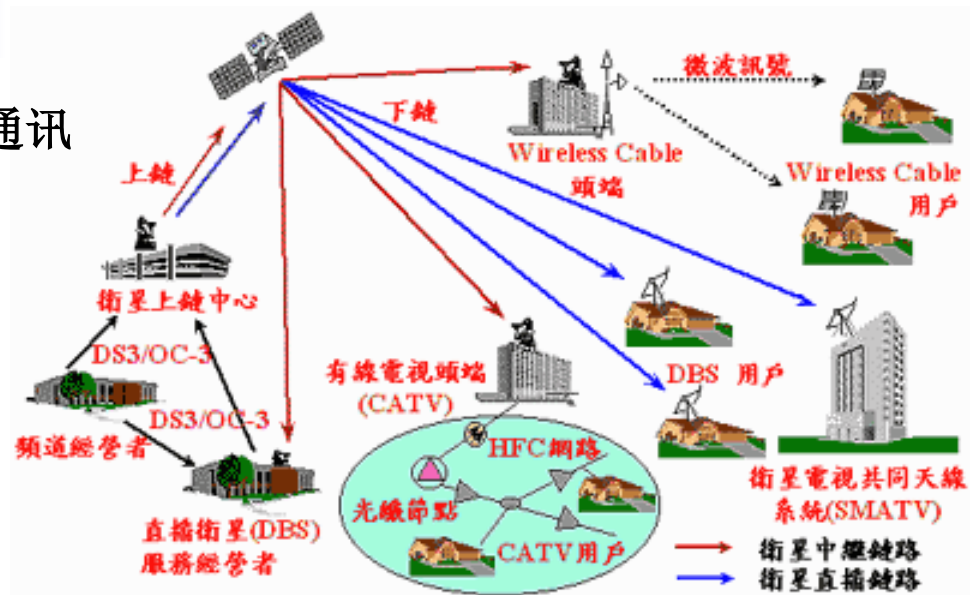 通讯
上鏈
下鏈
微波訊號
Wireless Cable
頭端
Wireless Cable
用戶
衛星上鏈中心
DS3/OC-3
DS3/OC-3
頻道經營者
直播衛星(DBS)
服務經營者
有線電視頭端
(CATV)
HFC網路
光纖節點
CATV用戶
DBS 用戶
衛星電視共同天線
系統(SMATV)
衛星中繼鏈路
衛星直播鏈路